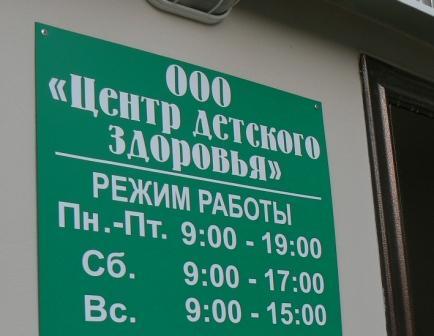 ООО
«Центр детского
здоровья»
РЕЖИМ РАБОТЫ
Пн.-Пт. 9:00 - 19:00
Сб. 9:00 - 17:00
Вс. 9:00 - 15:00